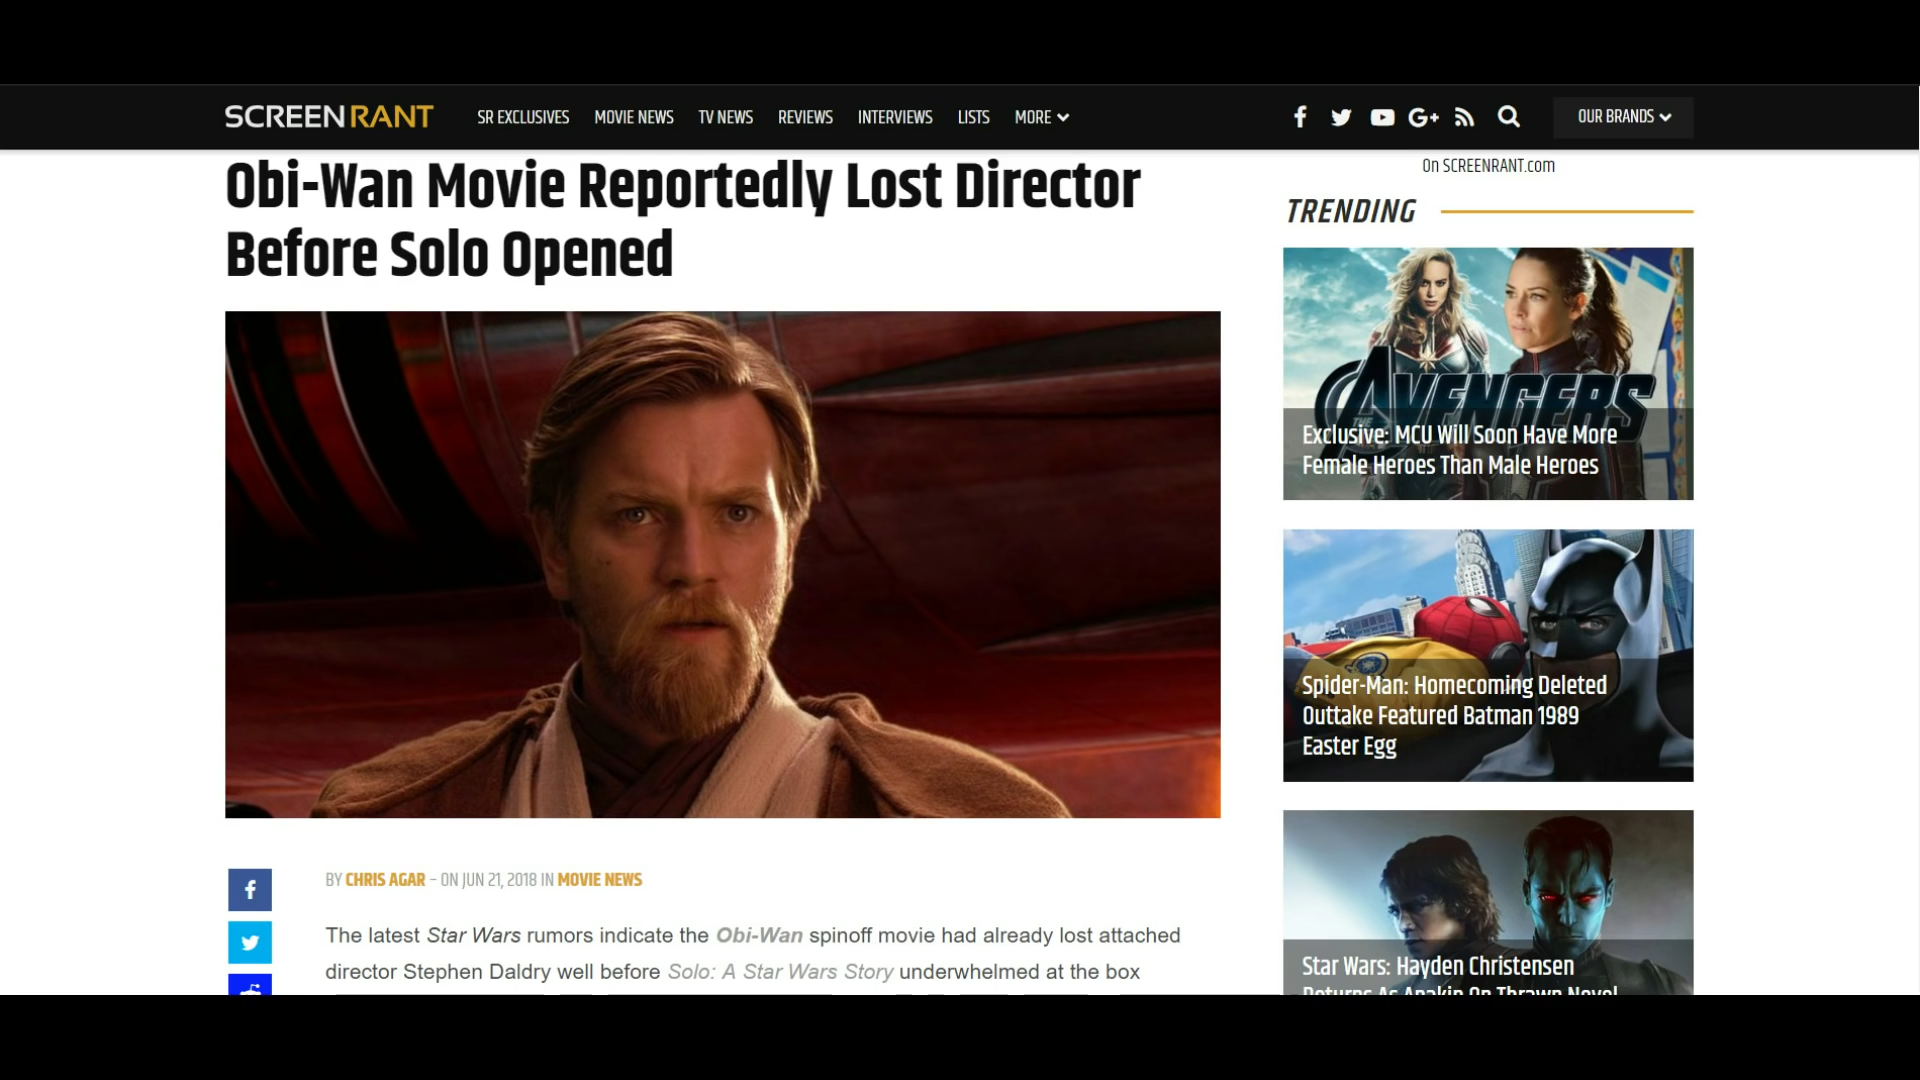 SCREENRANT SR EXCLUSIVES MOVIE NEWS TV NEWS REVIEWS INTERVIEWS LISTS MORE OUR BRANDS
Obi-Wan Movie Reportedly Lost Director
Before Solo Opened
BY CHRIS AGAR – ON JUN 21, 2018 IN MOVIE NEWS
The latest Star Wars rumors indicate the Obi-Wan spinoff movie had already lost attached
director Stephen Daldry well before Solo: A Star Wars Story underwhelmed at the box
On SCREENRANT.com
TRENDING
THE AVENGERS
Exclusive: MCU Will Soon Have More
Female Heroes Than Male Heroes
Spider-Man: Homecoming Deleted
Outtake Featured Batman 1989
Easter Egg
Star Wars: Hayden Christensen
Returns As Anakin On Thrawn Novel